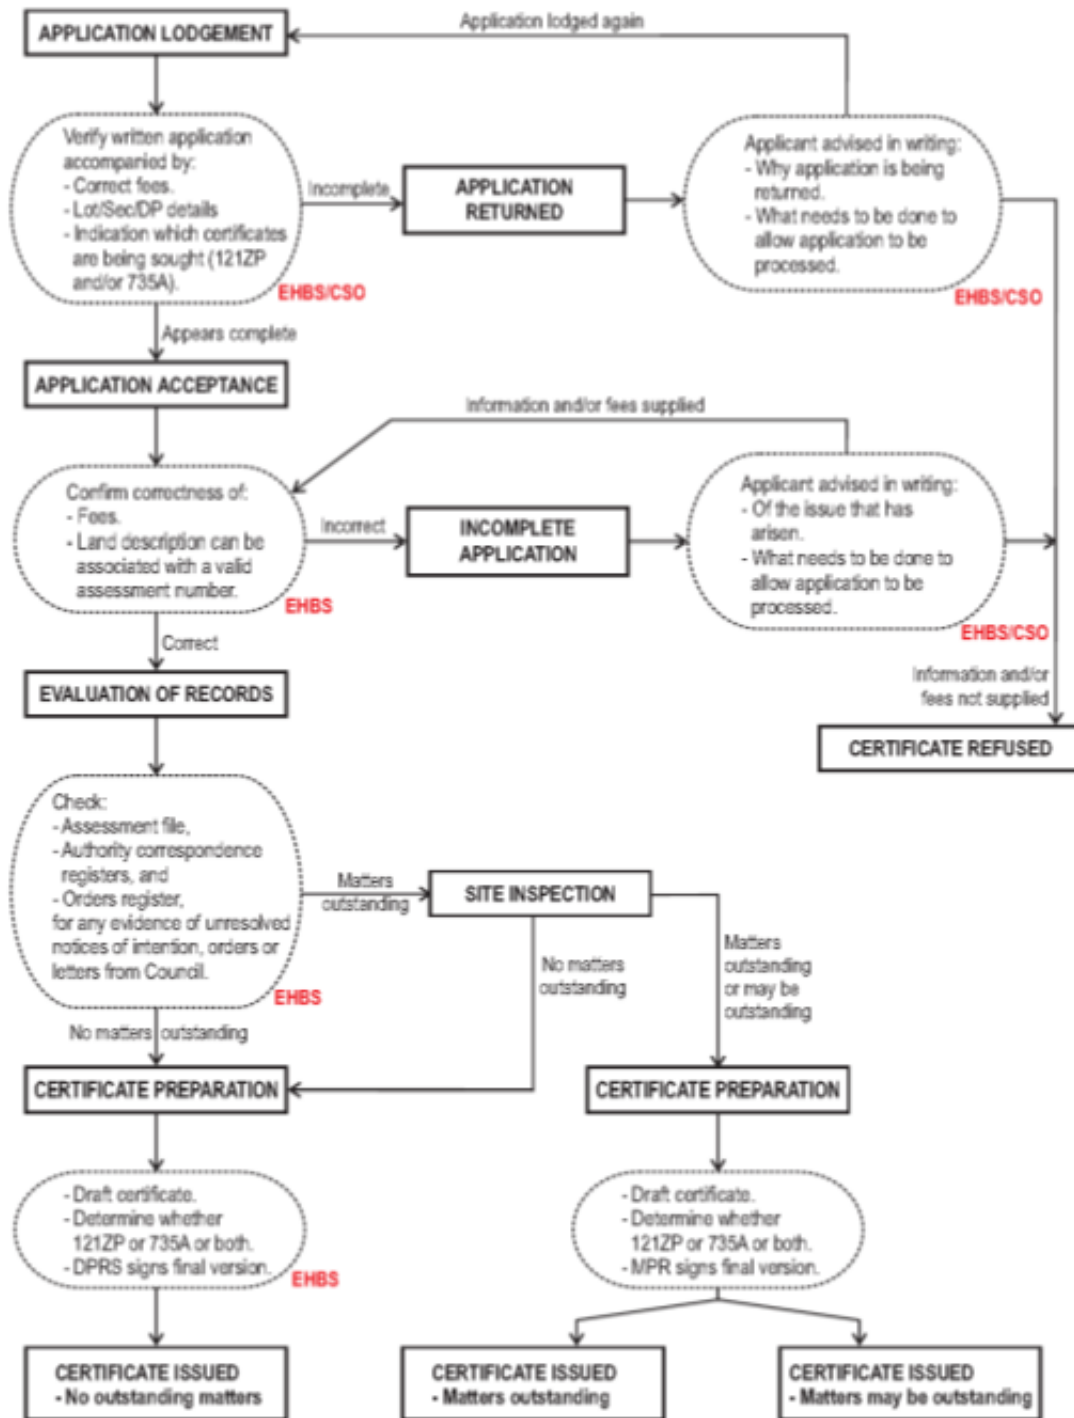 Application lodged again
APPLICATION LODGEMENT
Verify written application
accompanied by:
- Correct fees.
- Lot/Sec/DP details
- Indication which certificates
are being sought (121ZP
and/or 735A).
EHBS/CSO
Incomplete
APPLICATION
RETURNED
Applicant advised in writing:
- Why application is being
returned.
- What needs to be done to
allow application to be
processed.
EHBS/CSO
Appears complete
APPLICATION ACCEPTANCE
Information and/or fees supplied
Confirm correctness of:
- Fees.
- Land description can be
associated with a valid
assessment number.
EHBS
Incorrect
INCOMPLETE
APPLICATION
Applicant advised in writing:
- Of the issue that has
arisen.
- What needs to be done to
allow application to be
processed.
EHBS/CSO
Correct
EVALUATION OF RECORDS
Information and/or
fees not supplied
CERTIFICATE REFUSED
Check:
- Assessment file,
- Authority correspondence
registers, and
- Orders register,
for any evidence of unresolved
notices of intention, orders or
letters from Council.
EHBS
Matters
outstanding
SITE INSPECTION
No matters
outstanding
Matters
outstanding
or may be
outstanding
No matters outstanding
CERTIFICATE PREPARATION
CERTIFICATE PREPARATION
- Draft certificate.
- Determine whether
121ZP or 735A or both.
- DPRS signs final version.
EHBS
- Draft certificate.
- Determine whether
121ZP or 735A or both.
- MPR signs final version.
CERTIFICATE ISSUED
- No outstanding matters
CERTIFICATE ISSUED
- Matters outstanding
CERTIFICATE ISSUED
- Matters may be outstanding